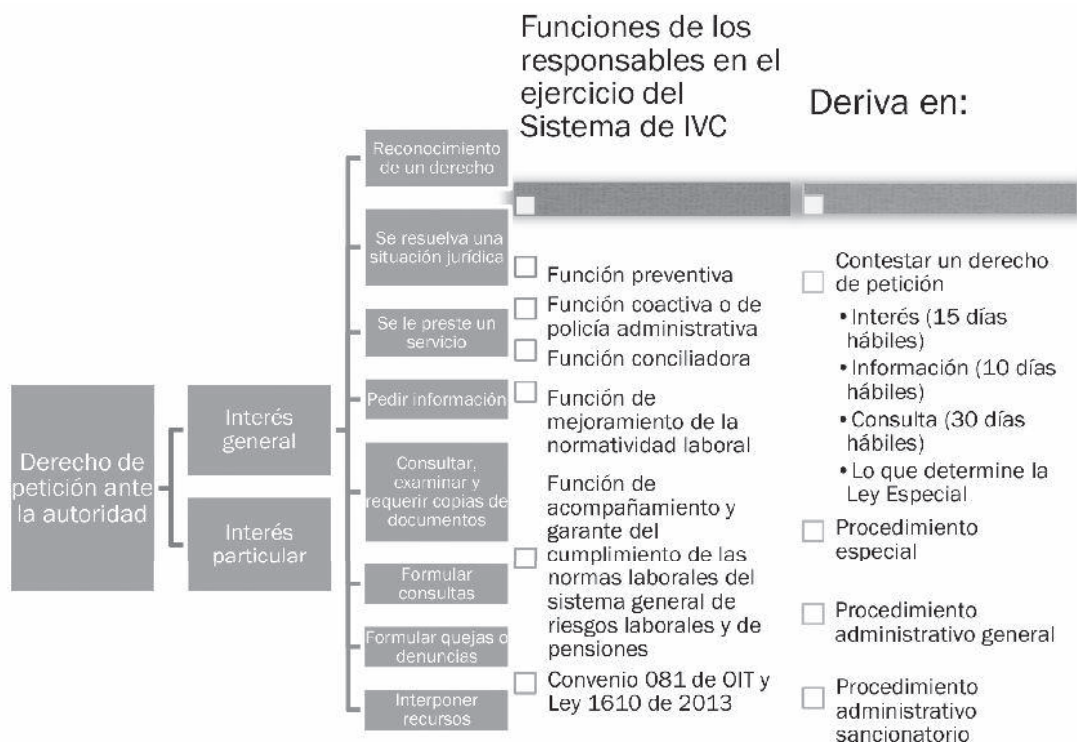 Derecho de
petición ante
la autoridad
Interés
general
Interés
particular
Reconocimiento
de un derecho
Se resuelva una
situación jurídica
Se le preste un
servicio
Pedir información
Consultar,
examinar y
requerir copias de
documentos
Formular
consultas
Formular quejas o
denuncias
Interponer
recursos
Funciones de los
responsables en el
ejercicio del
Sistema de IVC
Función preventiva
Función coactiva o de
policía administrativa
Función conciliadora
Función de
mejoramiento de la
normatividad laboral
Función de
acompañamiento y
garante del
cumplimiento de las
normas laborales del
sistema general de
riesgos laborales y de
pensiones
Convenio 081 de OIT y
Ley 1610 de 2013
Deriva en:
Contestar un derecho
de petición
• Interés (15 días
hábiles)
• Información (10 días
hábiles)
• Consulta (30 días
hábiles)
• Lo que determine la
Ley Especial
Procedimiento
especial
Procedimiento
administrativo general
Procedimiento
administrativo
sancionatorio